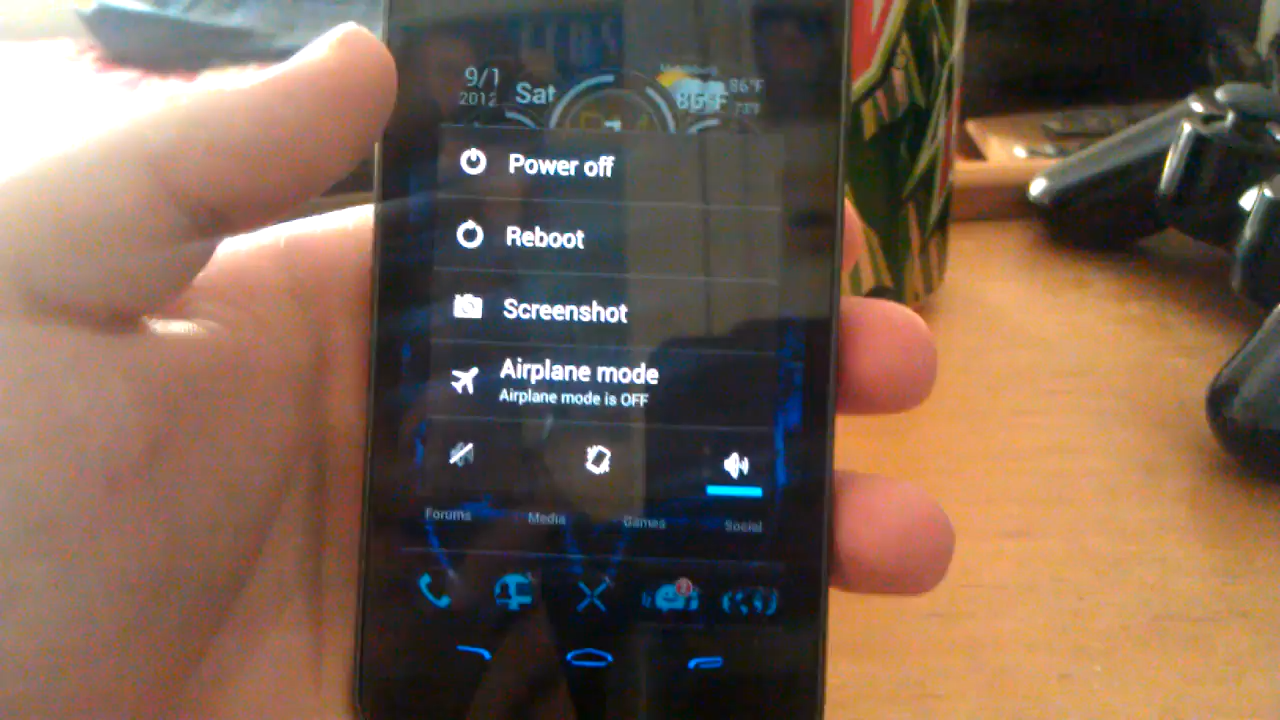 9/1
2012
Sat
86°F
86°F
Power off
Reboot
Screenshot
Airplane mode
Airplane mode is OFF
Forums
Media
Games
Social